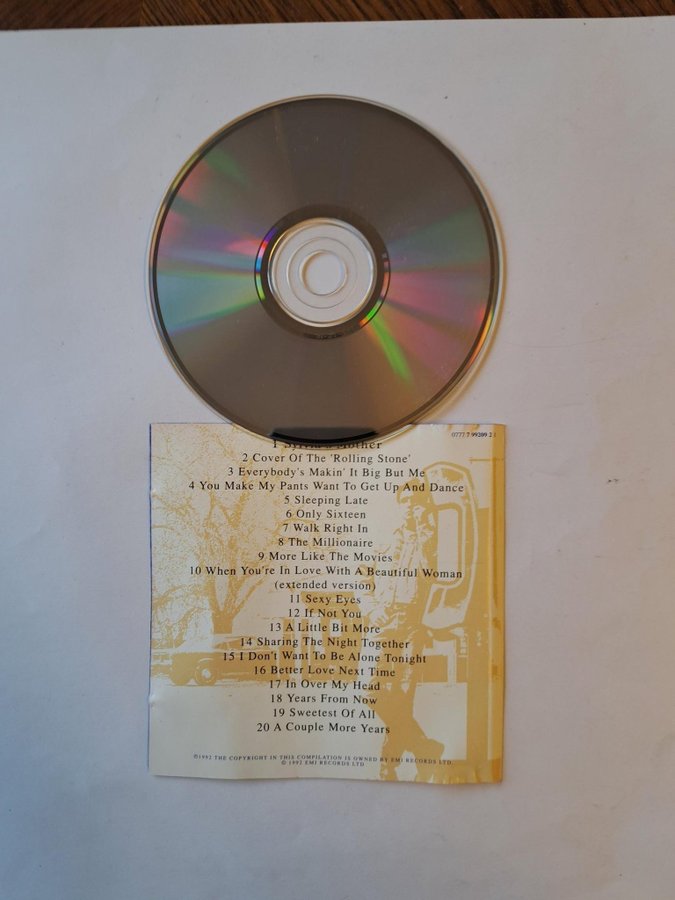 0777 7 99209 2
1 Sylvia's Mother
2 Cover Of The 'Rolling Stone'
3 Everybody's Makin' It Big But Me
4 You Make My Pants Want To Get Up And Dance
5 Sleeping Late
6 Only Sixteen
7 Walk Right In
8 The Millionaire
9 More Like The Movies
10 When You're In Love With A Beautiful Woman
(extended version)
11 Sexy Eyes
12 If Not You
13 A Little Bit More
14 Sharing The Night Together
15 I Don't Want To Be Alone Tonight
16 Better Love Next Time
17 In Over My Head
18 Years From Now
19 Sweetest Of All
20 A Couple More Years
©1992 THE COPYRIGHT IN THIS COMPILATION IS OWNED BY EMI RECORDS LTD
© 1992 EMI RECORDS LTD